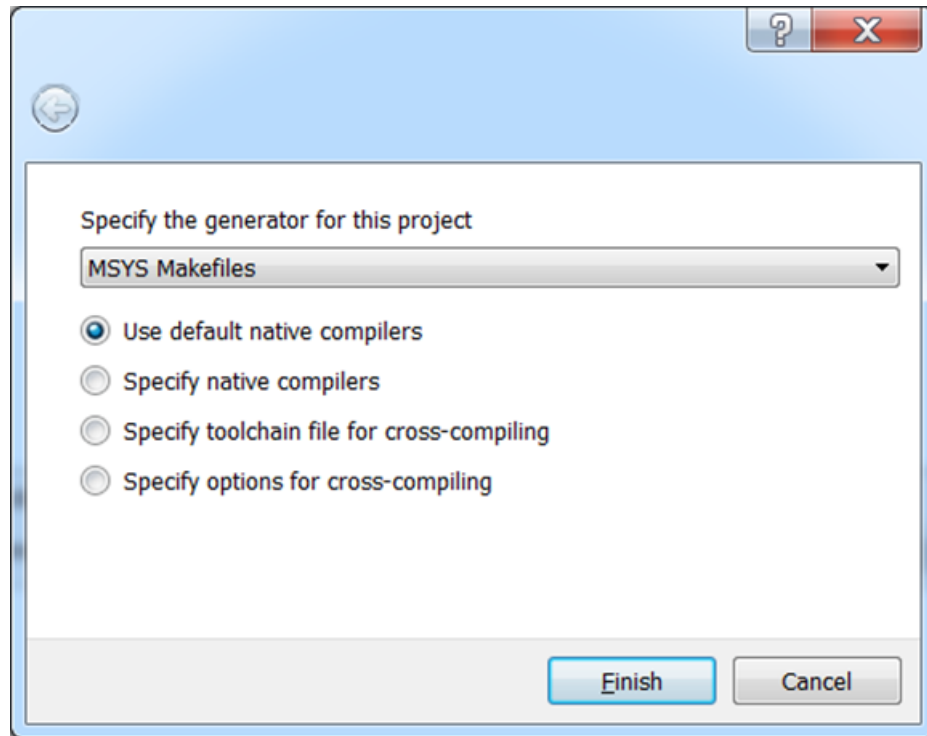 Specify the generator for this project
MSYS Makefiles
Use default native compilers
Specify native compilers
Specify toolchain file for cross-compiling
Specify options for cross-compiling
Finish
Cancel